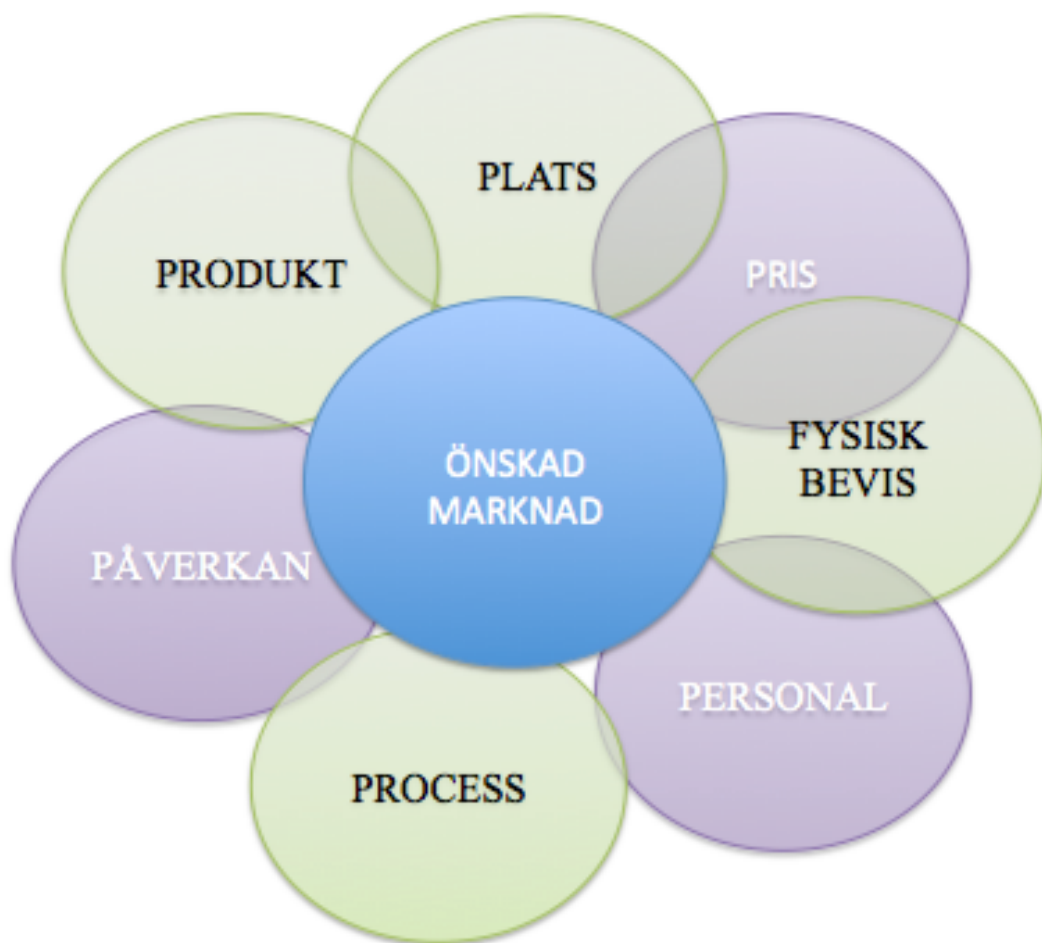 PLATS
PRODUKT
PRIS
FYSISK
BEVIS
ÖNSKAD
MARKNAD
PÅVERKAN
PERSONAL
PROCESS